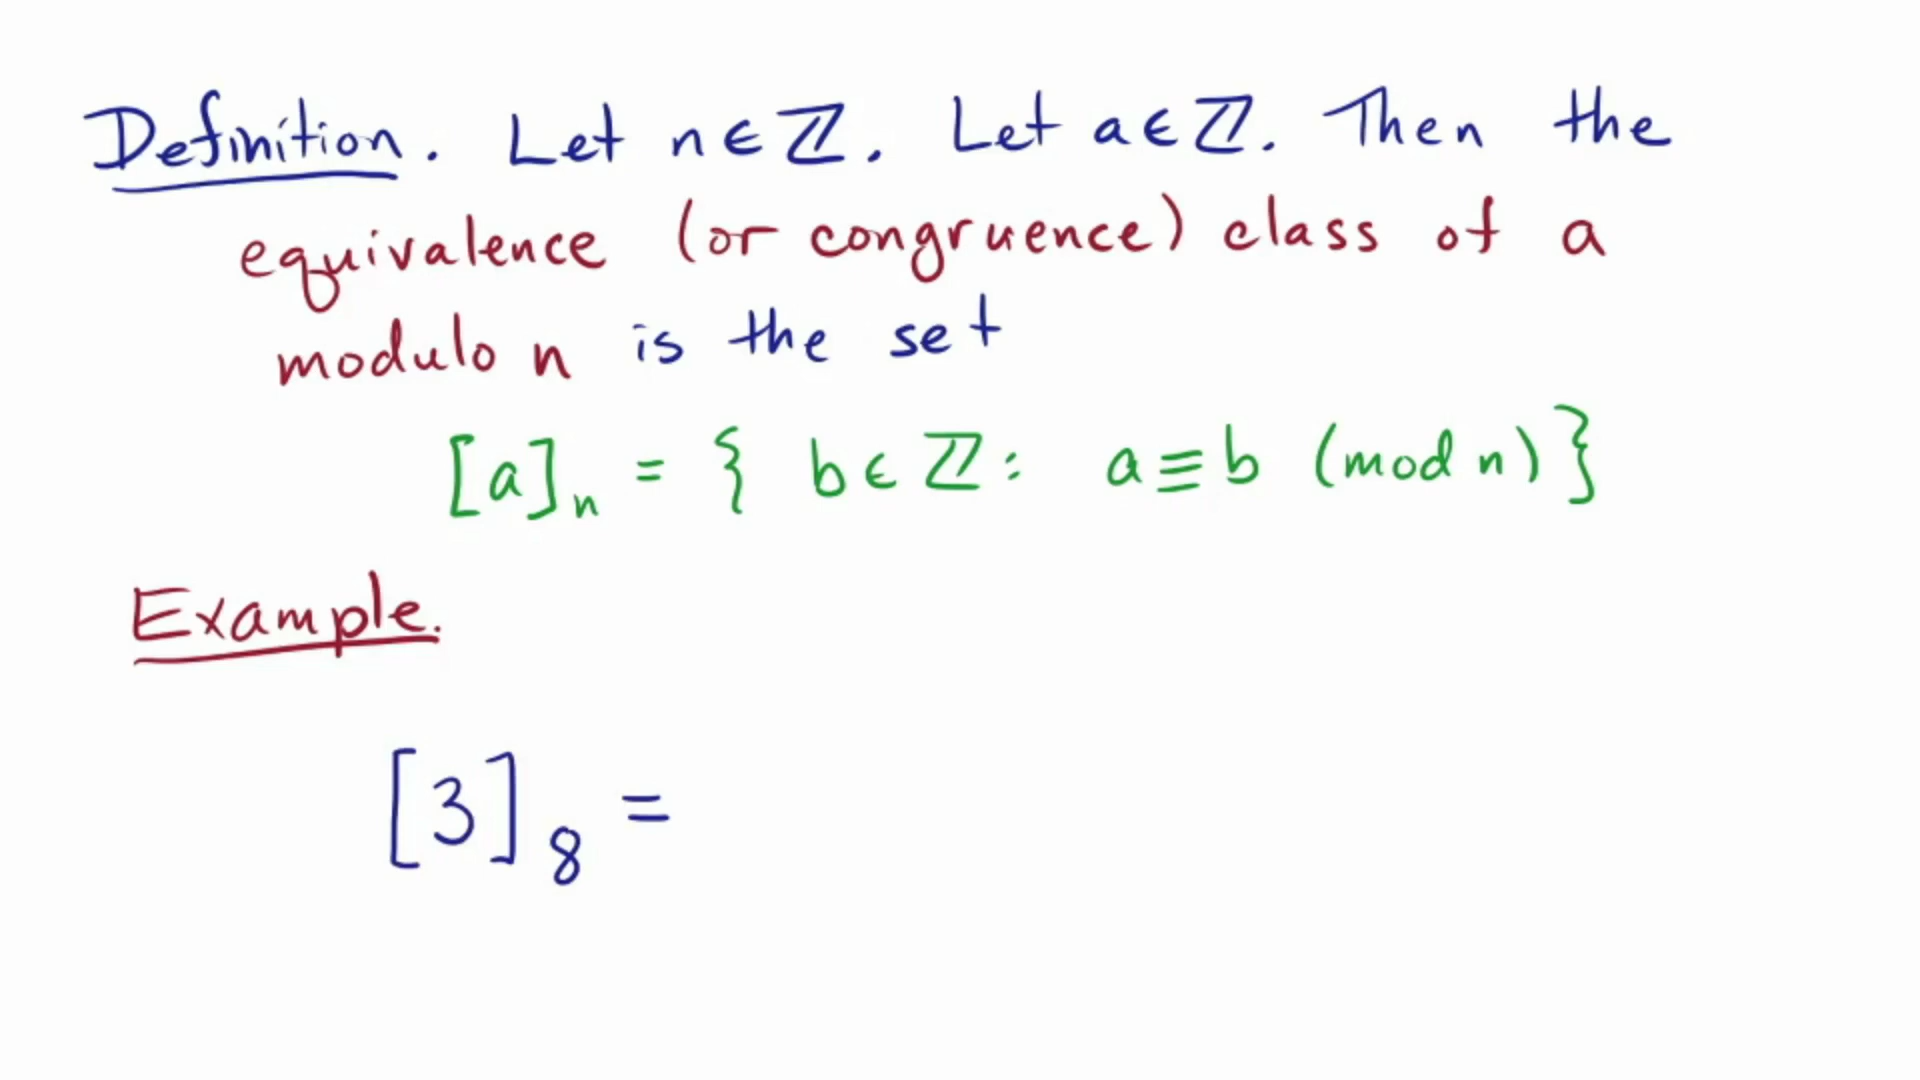 Definition. Let n ∈ ℤ. Let a ∈ ℤ. Then the
equivalence (or congruence) class of a
modulo n is the set
[a]ₙ = { b ∈ ℤ : a ≡ b (mod n) }
Example.
[3]₈ =